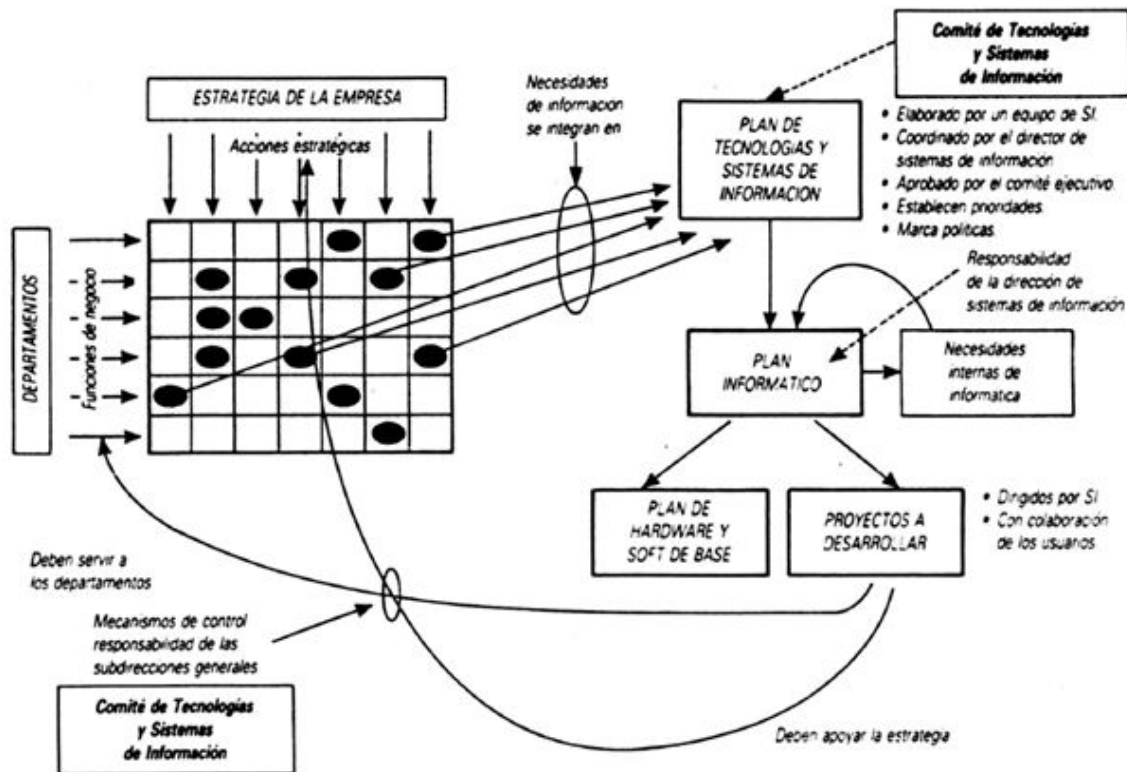 Comité de Tecnologías
y Sistemas
de Información
ESTRATEGIA DE LA EMPRESA
Acciones estratégicas
Necesidades
de informacion
se integran en
PLAN DE
TECNOLOGIAS Y
SISTEMAS DE
INFORMACION
• Elaborado por un equipo de SI.
• Coordinado por el director de
sistemas de información
• Aprobado por el comité ejecutivo.
• Establecen prioridades.
• Marca politicas.
DEPARTAMENTOS
Funciones de negocio
Responsabilidad
de la dirección de
sistemas de información
PLAN
INFORMATICO
Necesidades
internas de
informatica
PLAN DE
HARDWARE Y
SOFT DE BASE
PROYECTOS A
DESARROLLAR
• Dirigidos por SI
• Con colaboración
de los usuarios
Deben servir a
los departamentos
Mecanismos de control
responsabilidad de las
subdirecciones generales
Comité de Tecnologías
y Sistemas
de Información
Deben apoyar la estrategia